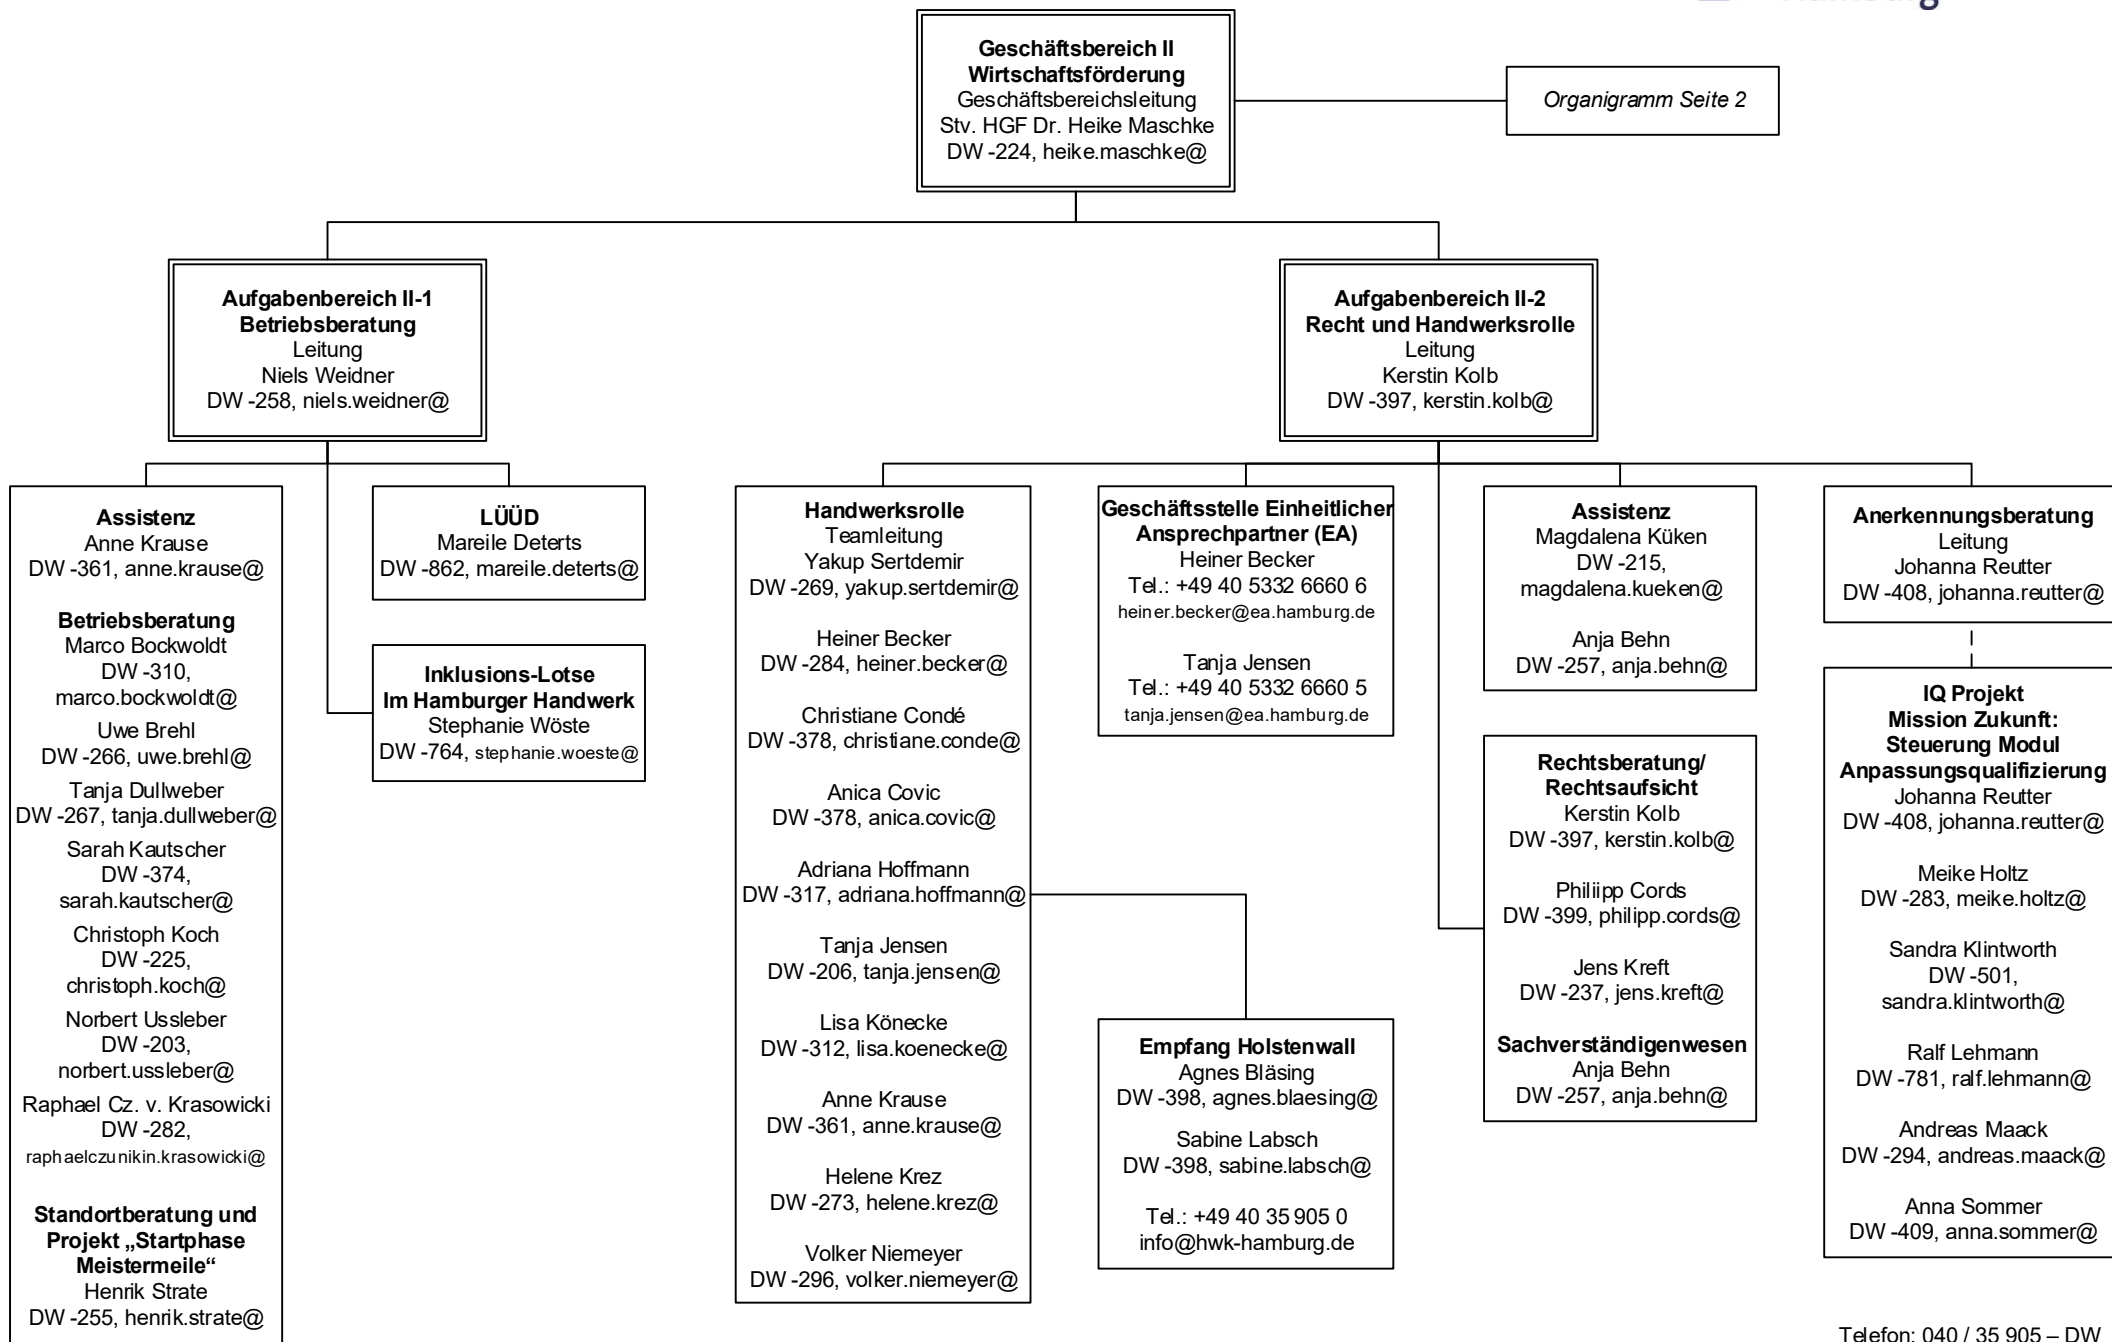 Geschäftsbereich II
Wirtschaftsförderung
Geschäftsbereichsleitung
Stv. HGF Dr. Heike Maschke
DW -224, heike.maschke@
Organigramm Seite 2
Aufgabenbereich II-1
Betriebsberatung
Leitung
Niels Weidner
DW -258, niels.weidner@
Aufgabenbereich II-2
Recht und Handwerksrolle
Leitung
Kerstin Kolb
DW -397, kerstin.kolb@
Assistenz
Anne Krause
DW -361, anne.krause@
Betriebsberatung
Marco Bockwoldt
DW -310,
marco.bockwoldt@
Uwe Brehl
DW -266, uwe.brehl@
Tanja Dullweber
DW -267, tanja.dullweber@
Sarah Kautscher
DW -374,
sarah.kautscher@
Christoph Koch
DW -225,
christoph.koch@
Norbert Ussleber
DW -203,
norbert.ussleber@
Raphael Cz. v. Krasowicki
DW -282,
raphaelczunikin.krasowicki@
Standortberatung und
Projekt „Startphase
Meistermeile“
Henrik Strate
DW -255, henrik.strate@
LÜÜD
Mareile Deterts
DW -862, mareile.deterts@
Inklusions-Lotse
Im Hamburger Handwerk
Stephanie Wöste
DW -764, stephanie.woeste@
Handwerksrolle
Teamleitung
Yakup Sertdemir
DW -269, yakup.sertdemir@
Heiner Becker
DW -284, heiner.becker@
Christiane Condé
DW -378, christiane.conde@
Anica Covic
DW -378, anica.covic@
Adriana Hoffmann
DW -317, adriana.hoffmann@
Tanja Jensen
DW -206, tanja.jensen@
Lisa Könecke
DW -312, lisa.koenecke@
Anne Krause
DW -361, anne.krause@
Helene Krez
DW -273, helene.krez@
Volker Niemeyer
DW -296, volker.niemeyer@
Geschäftsstelle Einheitlicher
Ansprechpartner (EA)
Heiner Becker
Tel.: +49 40 5332 6660 6
heiner.becker@ea.hamburg.de
Tanja Jensen
Tel.: +49 40 5332 6660 5
tanja.jensen@ea.hamburg.de
Empfang Holstenwall
Agnes Bläsing
DW -398, agnes.blaesing@
Sabine Labsch
DW -398, sabine.labsch@
Tel.: +49 40 35 905 0
info@hwk-hamburg.de
Assistenz
Magdalena Küken
DW -215,
magdalena.kueken@
Anja Behn
DW -257, anja.behn@
Rechtsberatung/
Rechtsaufsicht
Kerstin Kolb
DW -397, kerstin.kolb@
Philiipp Cords
DW -399, philipp.cords@
Jens Kreft
DW -237, jens.kreft@
Sachverständigenwesen
Anja Behn
DW -257, anja.behn@
Anerkennungsberatung
Leitung
Johanna Reutter
DW -408, johanna.reutter@
IQ Projekt
Mission Zukunft:
Steuerung Modul
Anpassungsqualifizierung
Johanna Reutter
DW -408, johanna.reutter@
Meike Holtz
DW -283, meike.holtz@
Sandra Klintworth
DW -501,
sandra.klintworth@
Ralf Lehmann
DW -781, ralf.lehmann@
Andreas Maack
DW -294, andreas.maack@
Anna Sommer
DW -409, anna.sommer@
Telefon: 040 / 35 905 – DW